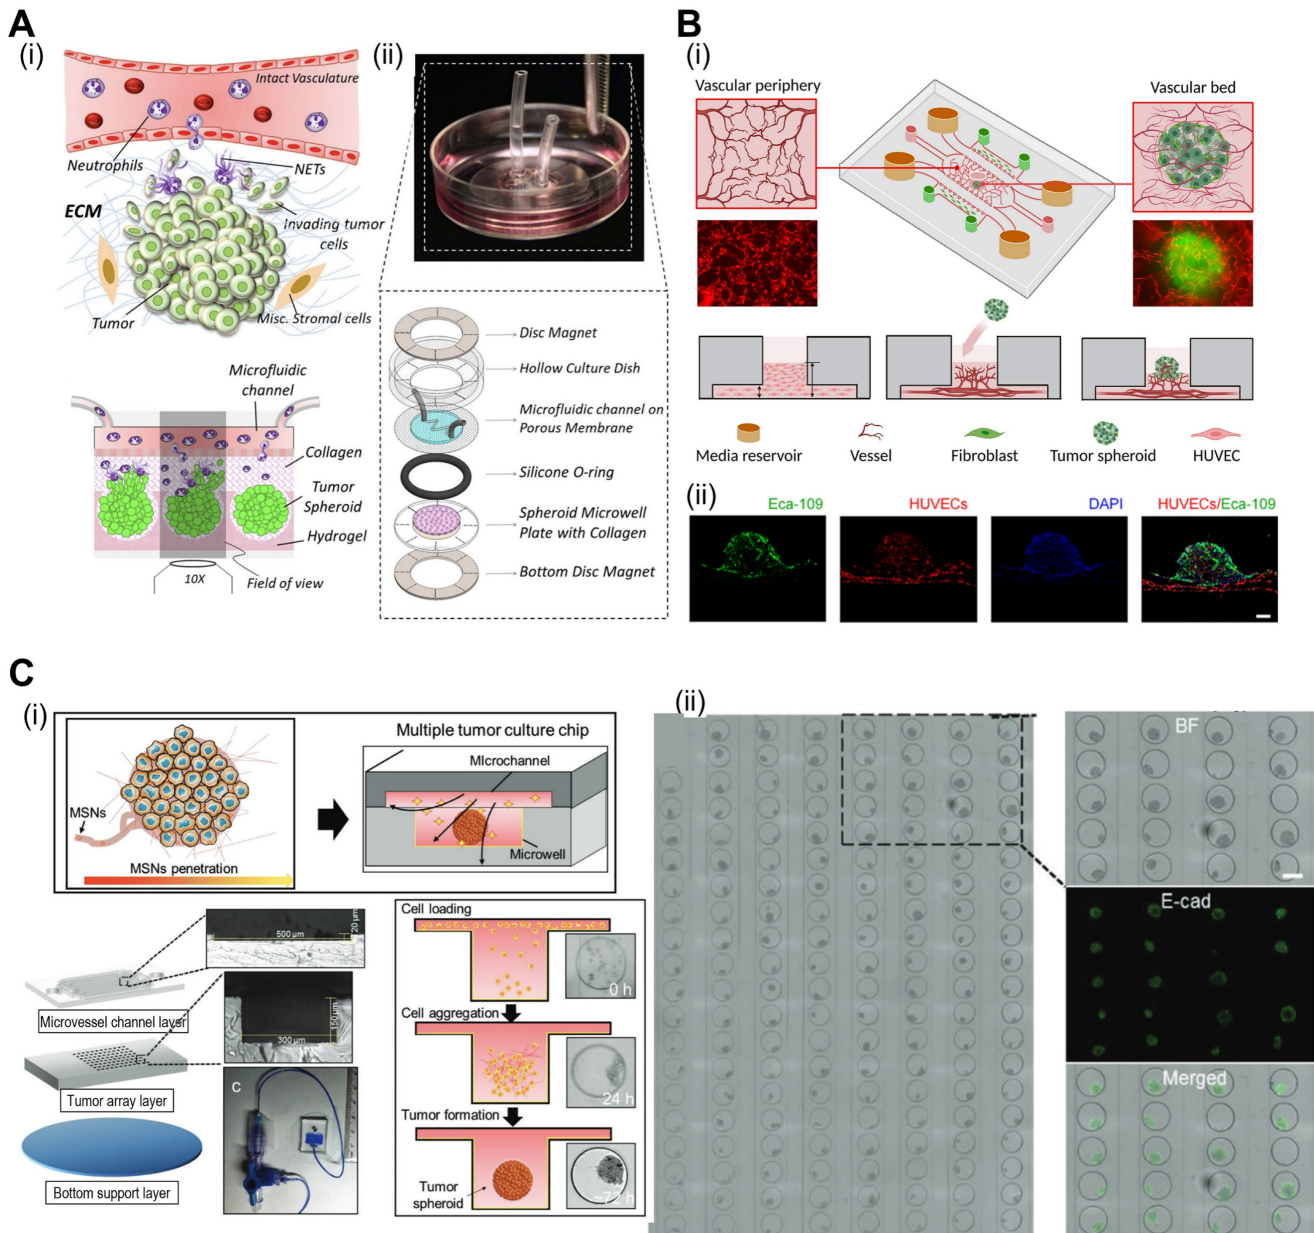 A
(i)
Intact Vasculature
Neutrophils
NETs
ECM
Invading tumor
cells
Tumor
Misc. Stromal cells
Microfluidic
channel
Collagen
Tumor
Spheroid
Hydrogel
10X
Field of view
(ii)
Disc Magnet
Hollow Culture Dish
Microfluidic channel on
Porous Membrane
Silicone O-ring
Spheroid Microwell
Plate with Collagen
Bottom Disc Magnet
B
(i)
Vascular periphery
Vascular bed
Media reservoir
Vessel
Fibroblast
Tumor spheroid
HUVEC
(ii)
Eca-109
HUVECs
DAPI
HUVECs/Eca-109
C
(i)
MSNs
MSNs penetration
Multiple tumor culture chip
MIcrochannel
Microwell
500 µm
20 µm
Microvessel channel layer
300 µm
150 µm
Tumor array layer
Bottom support layer
c
Cell loading
0 h
Cell aggregation
24 h
Tumor formation
Tumor
spheroid
~72 h
(ii)
BF
E-cad
Merged